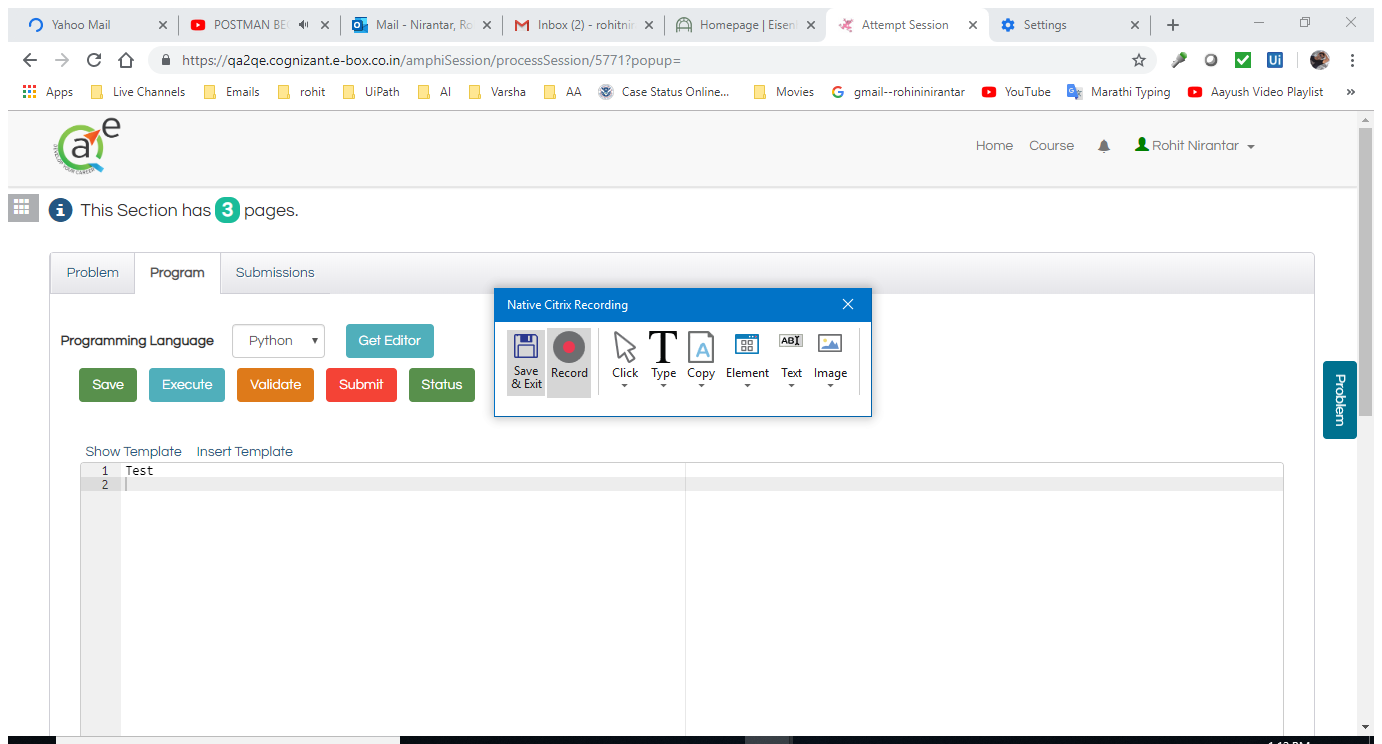 Yahoo Mail
POSTMAN BE
Mail - Nirantar, Ro
Inbox (2) - rohitnir
Homepage | Eisen
Attempt Session
Settings
https://qa2qe.cognizant.e-box.co.in/amphiSession/processSession/5771?popup=
Ui
Apps
Live Channels
Emails
rohit
UiPath
AI
Varsha
AA
Case Status Online...
Movies
gmail--rohininirantar
YouTube
Marathi Typing
Aayush Video Playlist
»
a e
Home
Course
Rohit Nirantar
This Section has 3 pages.
Problem
Program
Submissions
Native Citrix Recording
Programming Language
Python
Get Editor
Save & Exit
Record
Click
Type
Copy
Element
Text
Image
Save
Execute
Validate
Submit
Status
Problem
Show Template
Insert Template
1 Test
2